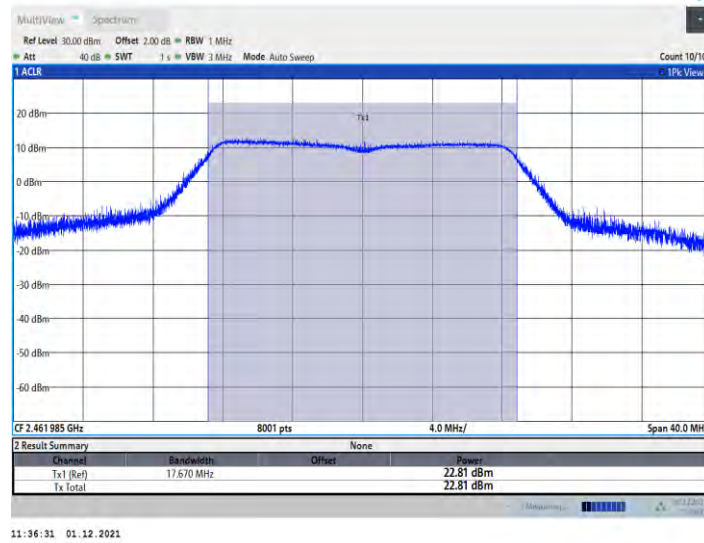 MultiView Spectrum
Ref Level 30.00 dBm Offset 2.00 dB RBW 1 MHz
Att 40 dB SWT 1 s VBW 3 MHz Mode Auto Sweep Count 10/10
1 ACLR 1Pk View
Tx1
20 dBm
10 dBm
0 dBm
-10 dBm
-20 dBm
-30 dBm
-40 dBm
-50 dBm
-60 dBm
CF 2.461985 GHz 8001 pts 4.0 MHz/ Span 40.0 MH
2 Result Summary None
Channel Bandwidth Offset Power
Tx1 (Ref) 17.670 MHz 22.81 dBm
Tx Total 22.81 dBm
11:36:31 01.12.2021